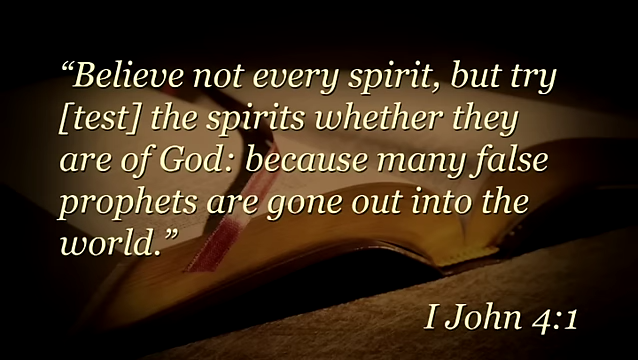 “Believe not every spirit, but try
[test] the spirits whether they
are of God: because many false
prophets are gone out into the
world.”
I John 4:1